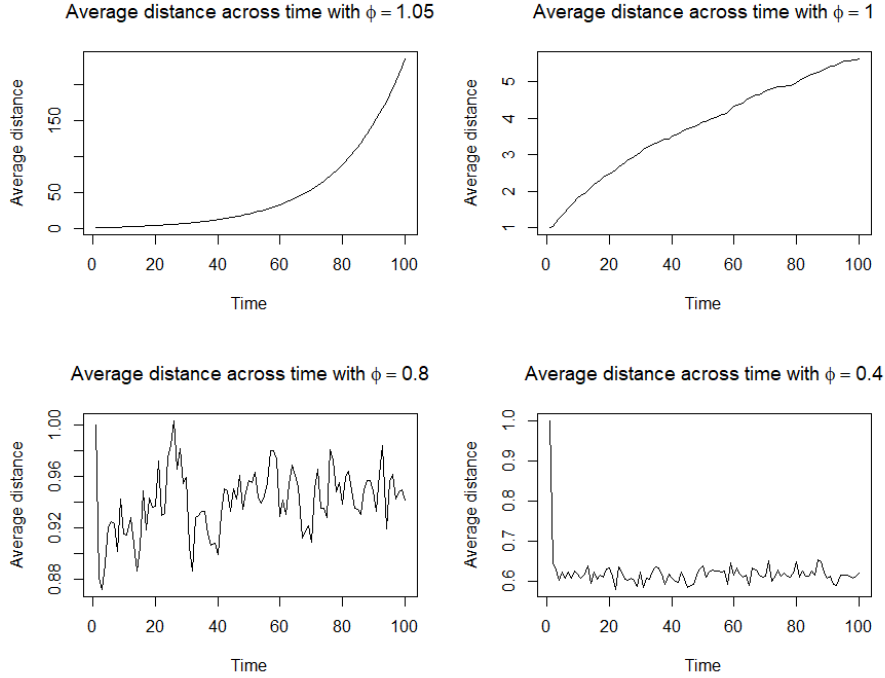 Average distance across time with ϕ = 1.05
Average distance
0 50 150
0 20 40 60 80 100
Time
Average distance across time with ϕ = 1
Average distance
1 2 3 4 5
0 20 40 60 80 100
Time
Average distance across time with ϕ = 0.8
Average distance
0.88 0.92 0.96 1.00
0 20 40 60 80 100
Time
Average distance across time with ϕ = 0.4
Average distance
0.6 0.7 0.8 0.9 1.0
0 20 40 60 80 100
Time